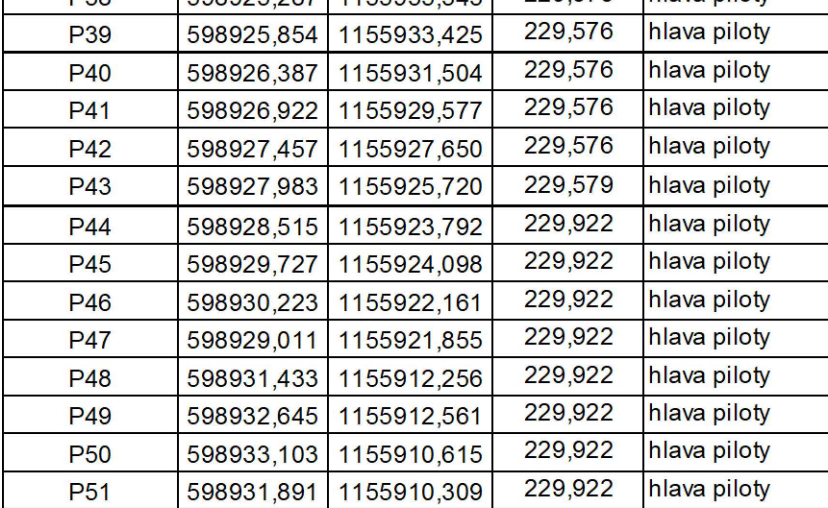 P39 598925,854 1155933,425 229,576 hlava piloty
P40 598926,387 1155931,504 229,576 hlava piloty
P41 598926,922 1155929,577 229,576 hlava piloty
P42 598927,457 1155927,650 229,576 hlava piloty
P43 598927,983 1155925,720 229,579 hlava piloty
P44 598928,515 1155923,792 229,922 hlava piloty
P45 598929,727 1155924,098 229,922 hlava piloty
P46 598930,223 1155922,161 229,922 hlava piloty
P47 598929,011 1155921,855 229,922 hlava piloty
P48 598931,433 1155912,256 229,922 hlava piloty
P49 598932,645 1155912,561 229,922 hlava piloty
P50 598933,103 1155910,615 229,922 hlava piloty
P51 598931,891 1155910,309 229,922 hlava piloty